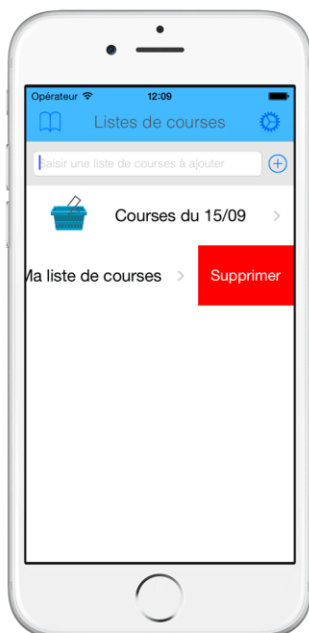 Opérateur 12:09
Listes de courses
Saisir une liste de courses à ajouter
Courses du 15/09
Ma liste de courses Supprimer